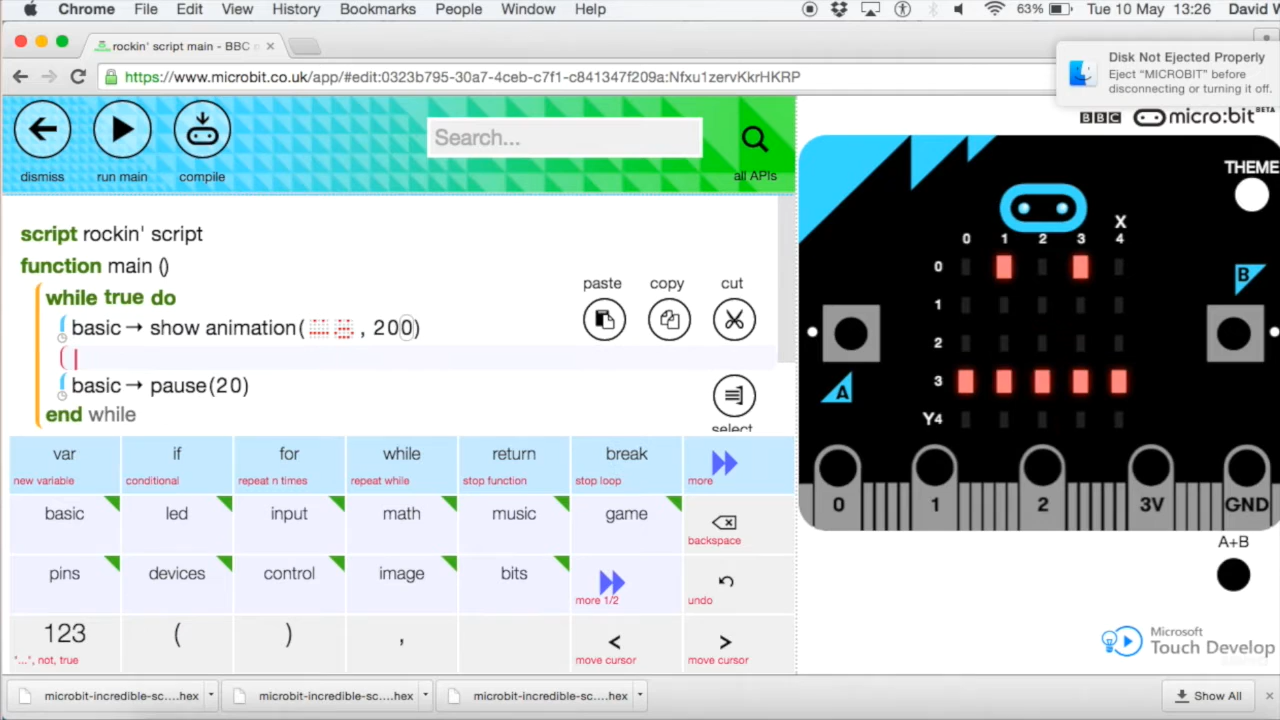 Chrome File Edit View History Bookmarks People Window Help 63% Tue 10 May 13:26 David W
rockin' script main - BBC
https://www.microbit.co.uk/app/#edit:0323b795-30a7-4ceb-c7f1-c841347f209a:Nfxu1zervKkrHKRP
Disk Not Ejected Properly
Eject “MICROBIT” before
disconnecting or turning it off.
dismiss run main compile
Search...
all APIs
BBC micro:bit BETA
THEME
script rockin' script
function main ()
while true do
basic → show animation( , 200)
(
basic → pause(20)
end while
paste copy cut
select
var if for while return break
new variable conditional repeat n times repeat while stop function stop loop more
basic led input math music game
backspace
pins devices control image bits
more 1/2 undo
123 ( ) ,  < >
"...", not, true move cursor move cursor
X
0 1 2 3 4
0
1
2
3
Y4
A
B
0 1 2 3V GND
A+B
Microsoft
Touch Develop
microbit-incredible-sc....hex microbit-incredible-sc....hex microbit-incredible-sc....hex Show All